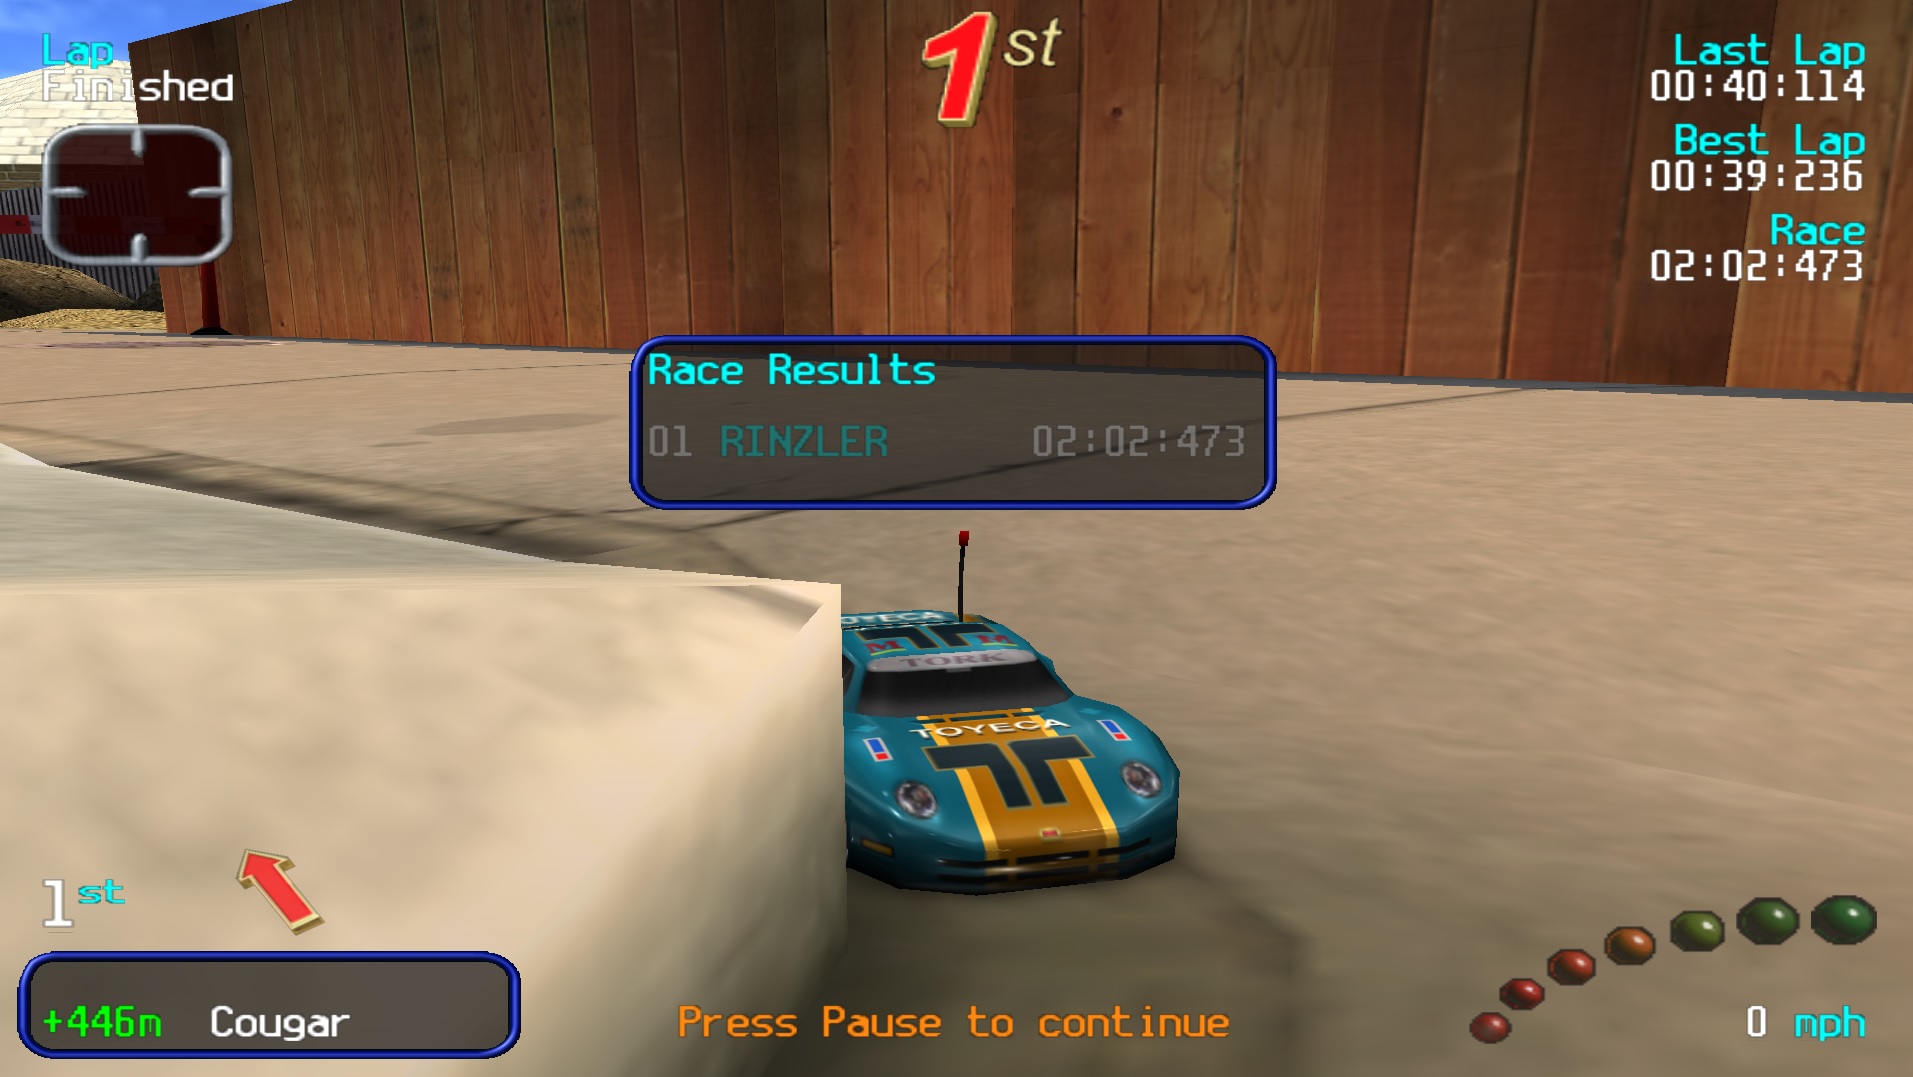 Lap
Finished
1st
Last Lap
00:40:114
Best Lap
00:39:236
Race
02:02:473
Race Results
01 RINZLER 02:02:473
TOYECA
M M
TORK
TOYECA
1st
+446m Cougar
Press Pause to continue
0 mph